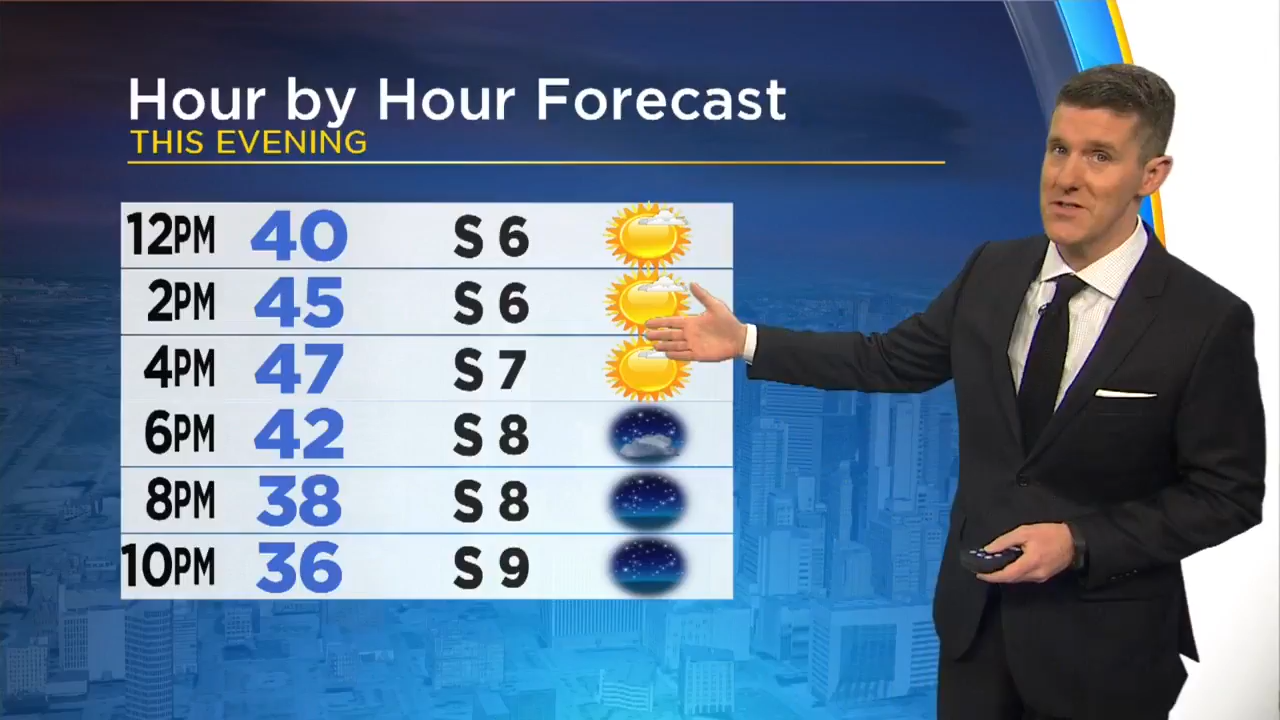 Hour by Hour Forecast
THIS EVENING
12PM 40 S 6
2PM 45 S 6
4PM 47 S 7
6PM 42 S 8
8PM 38 S 8
10PM 36 S 9